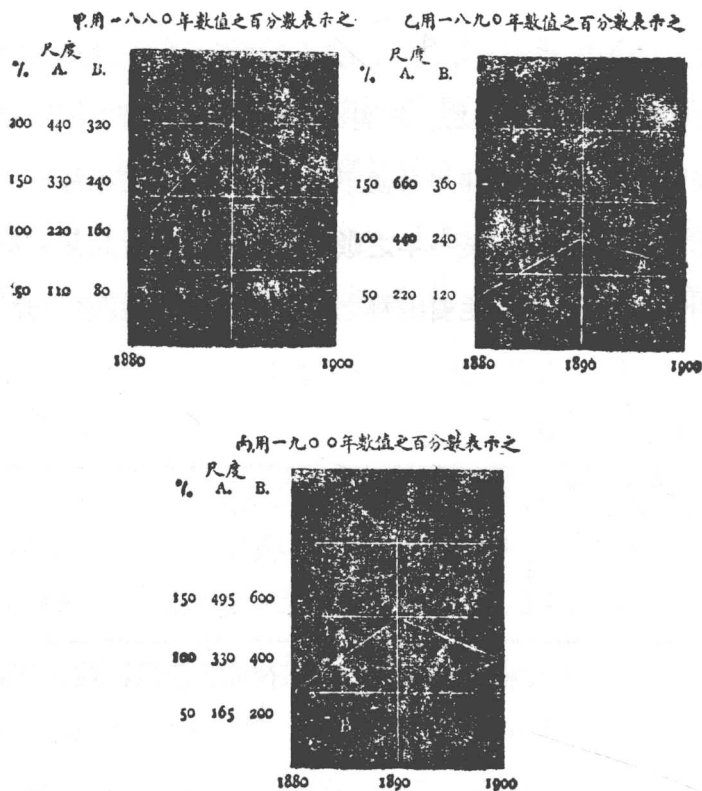 甲.用一八八〇年數值之百分數表示之
尺度
% A. B.
200 440 320
150 330 240
100 220 160
50 110 80
1880 1900
乙.用一八九〇年數值之百分數表示之
尺度
% A. B.
150 660 360
100 440 240
50 220 120
1880 1890 1900
丙.用一九〇〇年數值之百分數表示之
尺度
% A. B.
150 495 600
100 330 400
50 165 200
B
1880 1890 1900